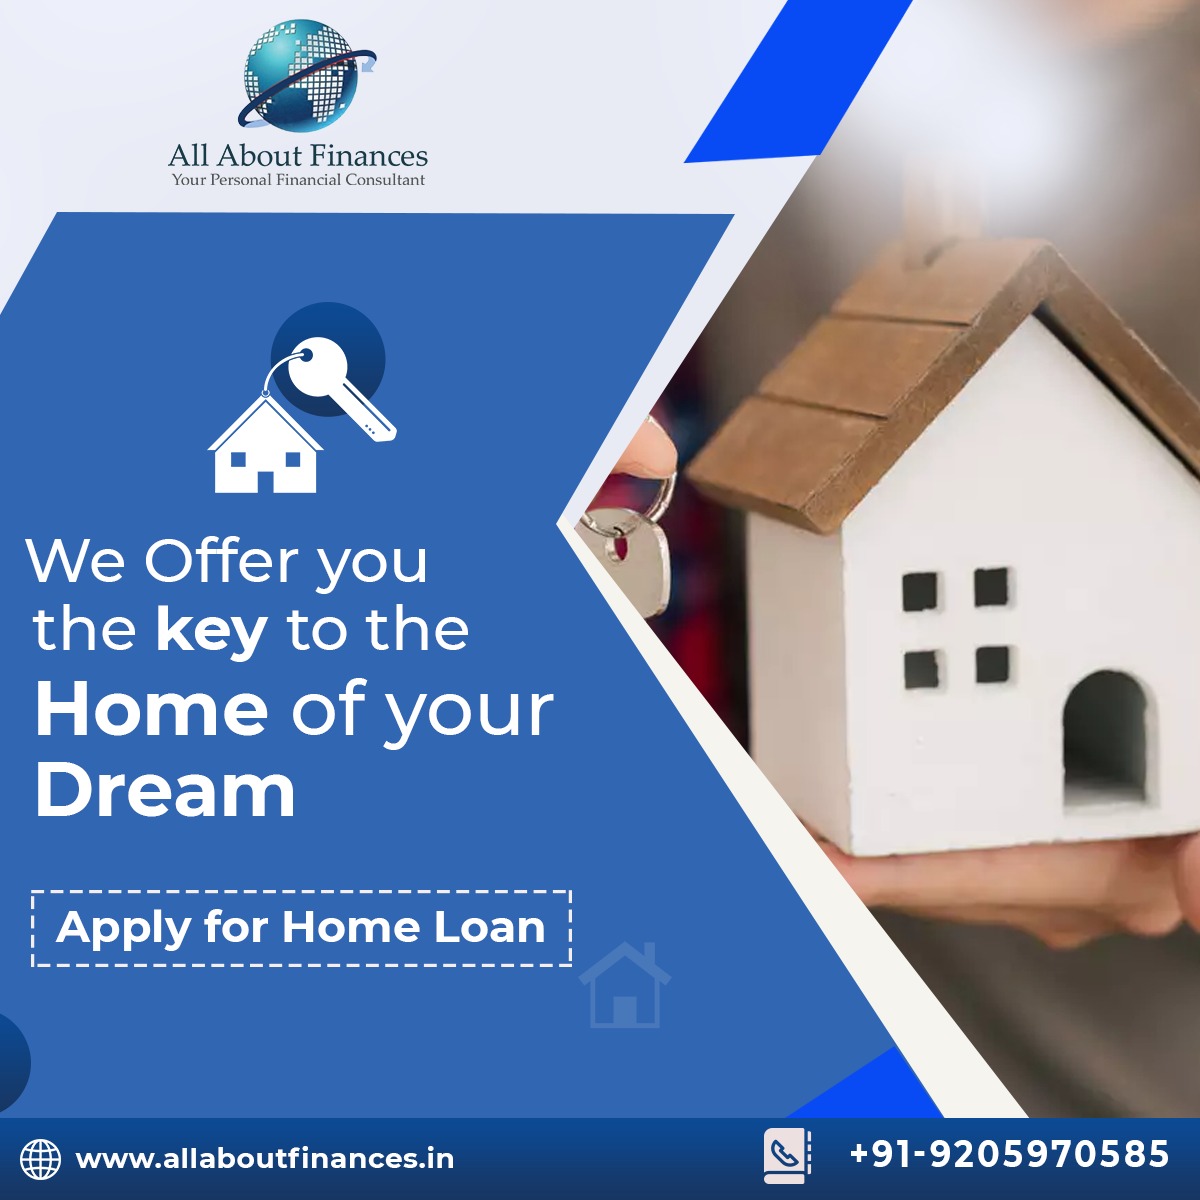 All About Finances
Your Personal Financial Consultant
We Offer you
the key to the
Home of your
Dream
Apply for Home Loan
www.allaboutfinances.in
+91-9205970585